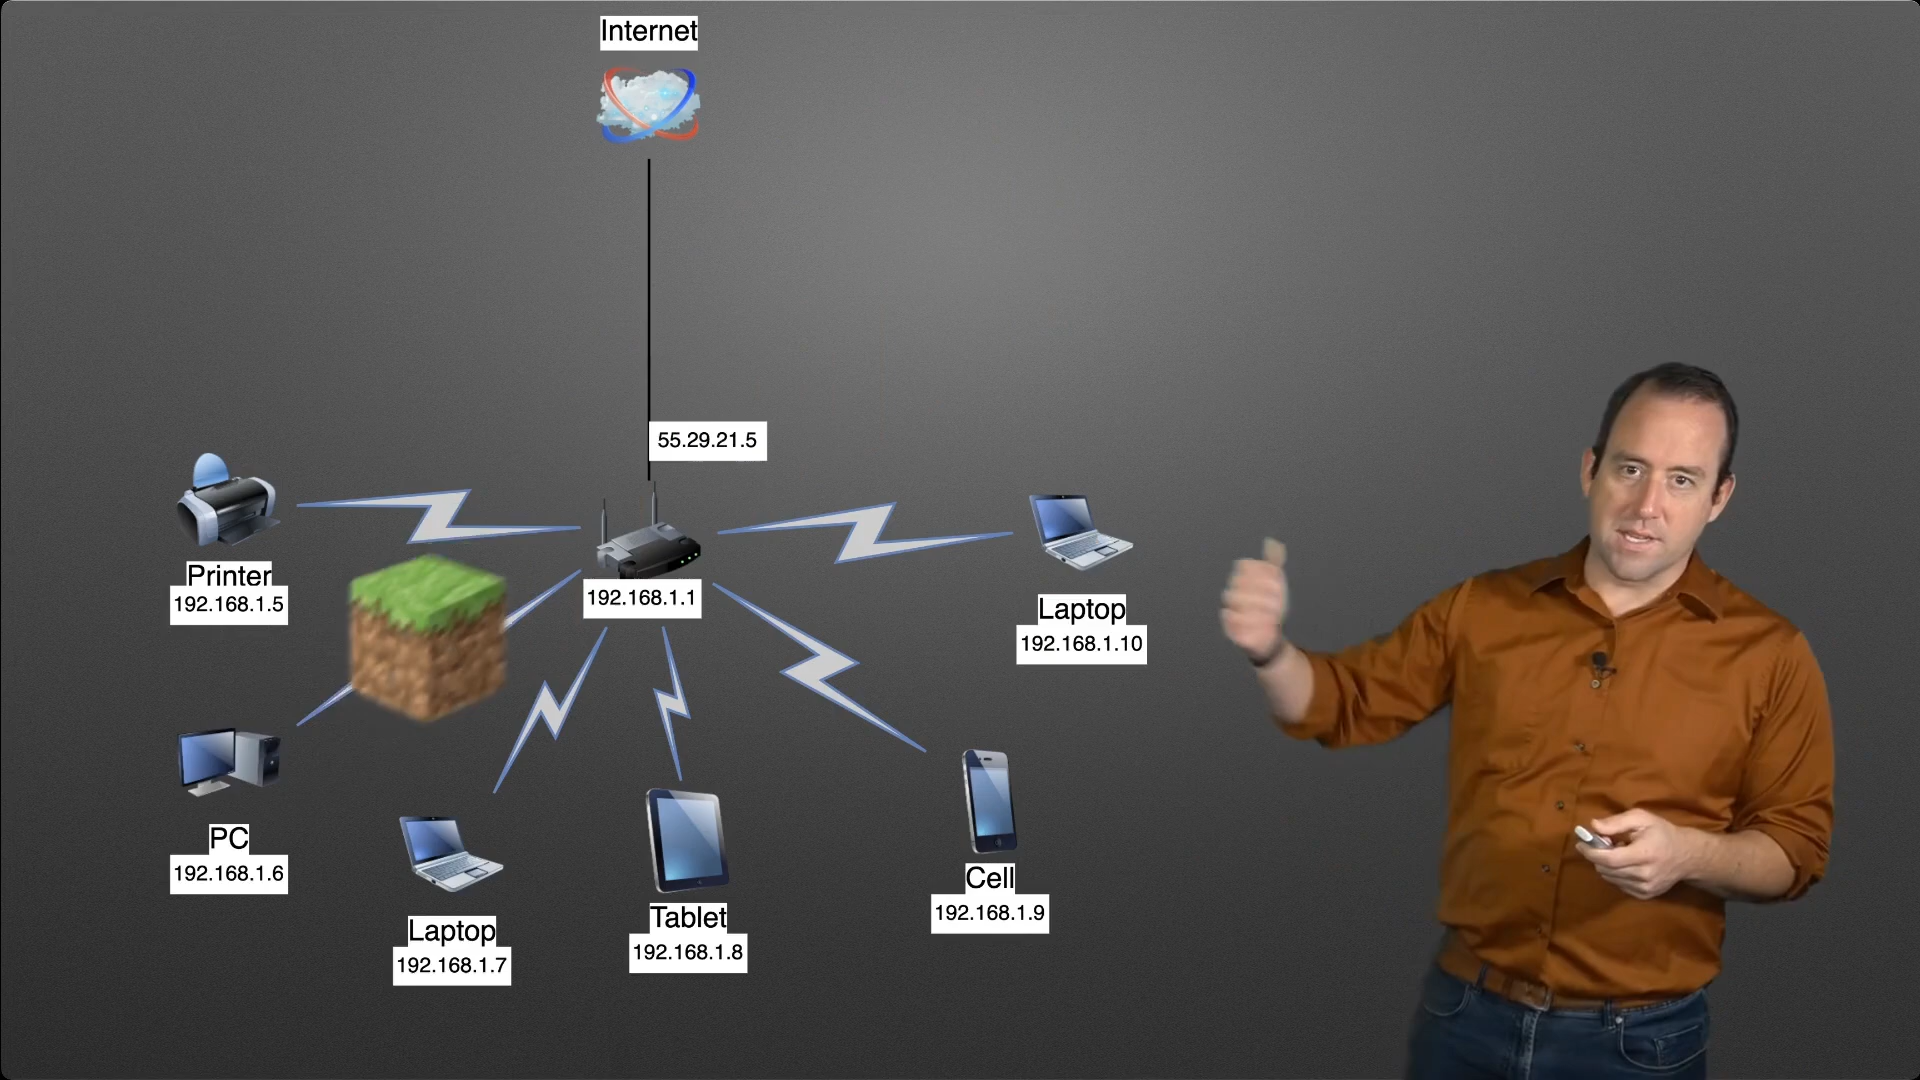 Internet
55.29.21.5
Printer
192.168.1.5
192.168.1.1
Laptop
192.168.1.10
PC
192.168.1.6
Laptop
192.168.1.7
Tablet
192.168.1.8
Cell
192.168.1.9